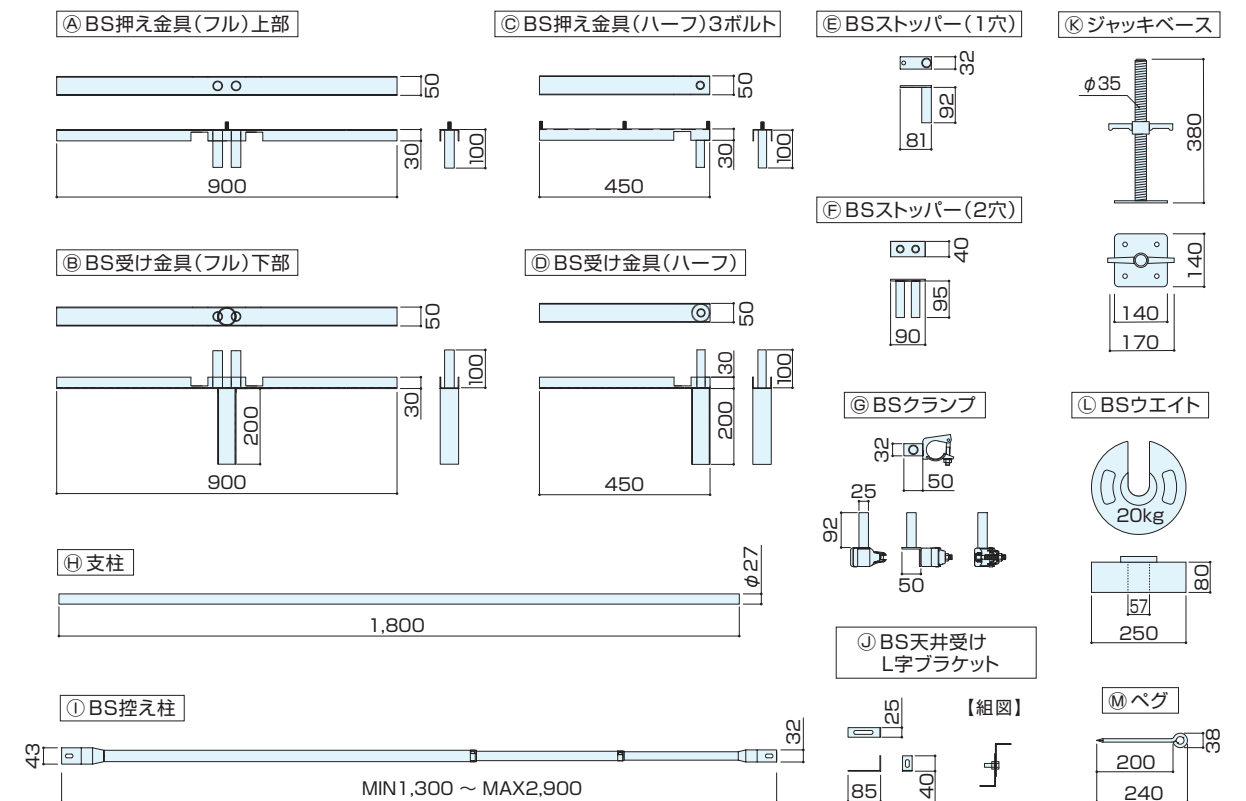 Ⓐ BS押え金具(フル)上部
50
30
100
900
Ⓒ BS押え金具(ハーフ)3ボルト
50
30
100
450
Ⓔ BSストッパー(1穴)
32
92
81
Ⓚ ジャッキベース
φ35
380
140
140
170
Ⓕ BSストッパー(2穴)
40
95
90
Ⓑ BS受け金具(フル)下部
50
100
30
200
900
Ⓓ BS受け金具(ハーフ)
50
30
100
200
450
Ⓖ BSクランプ
32
50
25
92
50
Ⓛ BSウエイト
20kg
80
57
250
Ⓗ 支柱
φ27
1,800
Ⓙ BS天井受け
L字ブラケット
25
【組図】
85
40
Ⓜ ペグ
38
200
240
Ⓘ BS控え柱
43
32
MIN1,300 ～ MAX2,900